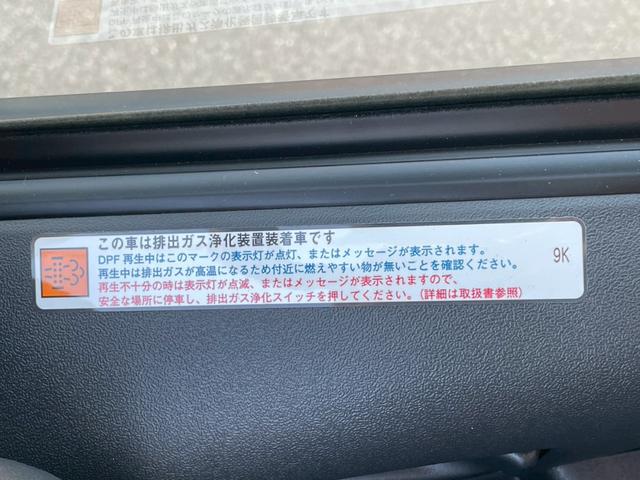 この車は排出ガス浄化装置装着車です
DPF 再生中はこのマークの表示灯が点灯、またはメッセージが表示されます。
再生中は排出ガスが高温になるため付近に燃えやすい物が無いことを確認ください。
再生不十分の時は表示灯が点滅、またはメッセージが表示されますので、
安全な場所に停車し、排出ガス浄化スイッチを押してください。（詳細は取扱書参照）
9K